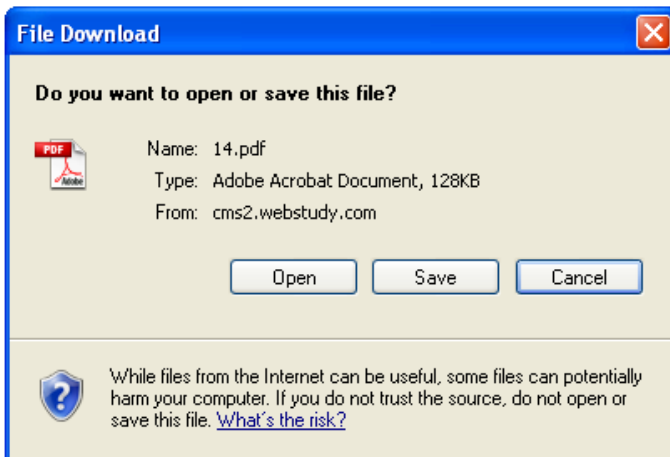 File Download
Do you want to open or save this file?
PDF
Adobe
Name: 14.pdf
Type: Adobe Acrobat Document, 128KB
From: cms2.webstudy.com
Open Save Cancel
While files from the Internet can be useful, some files can potentially
harm your computer. If you do not trust the source, do not open or
save this file. What's the risk?